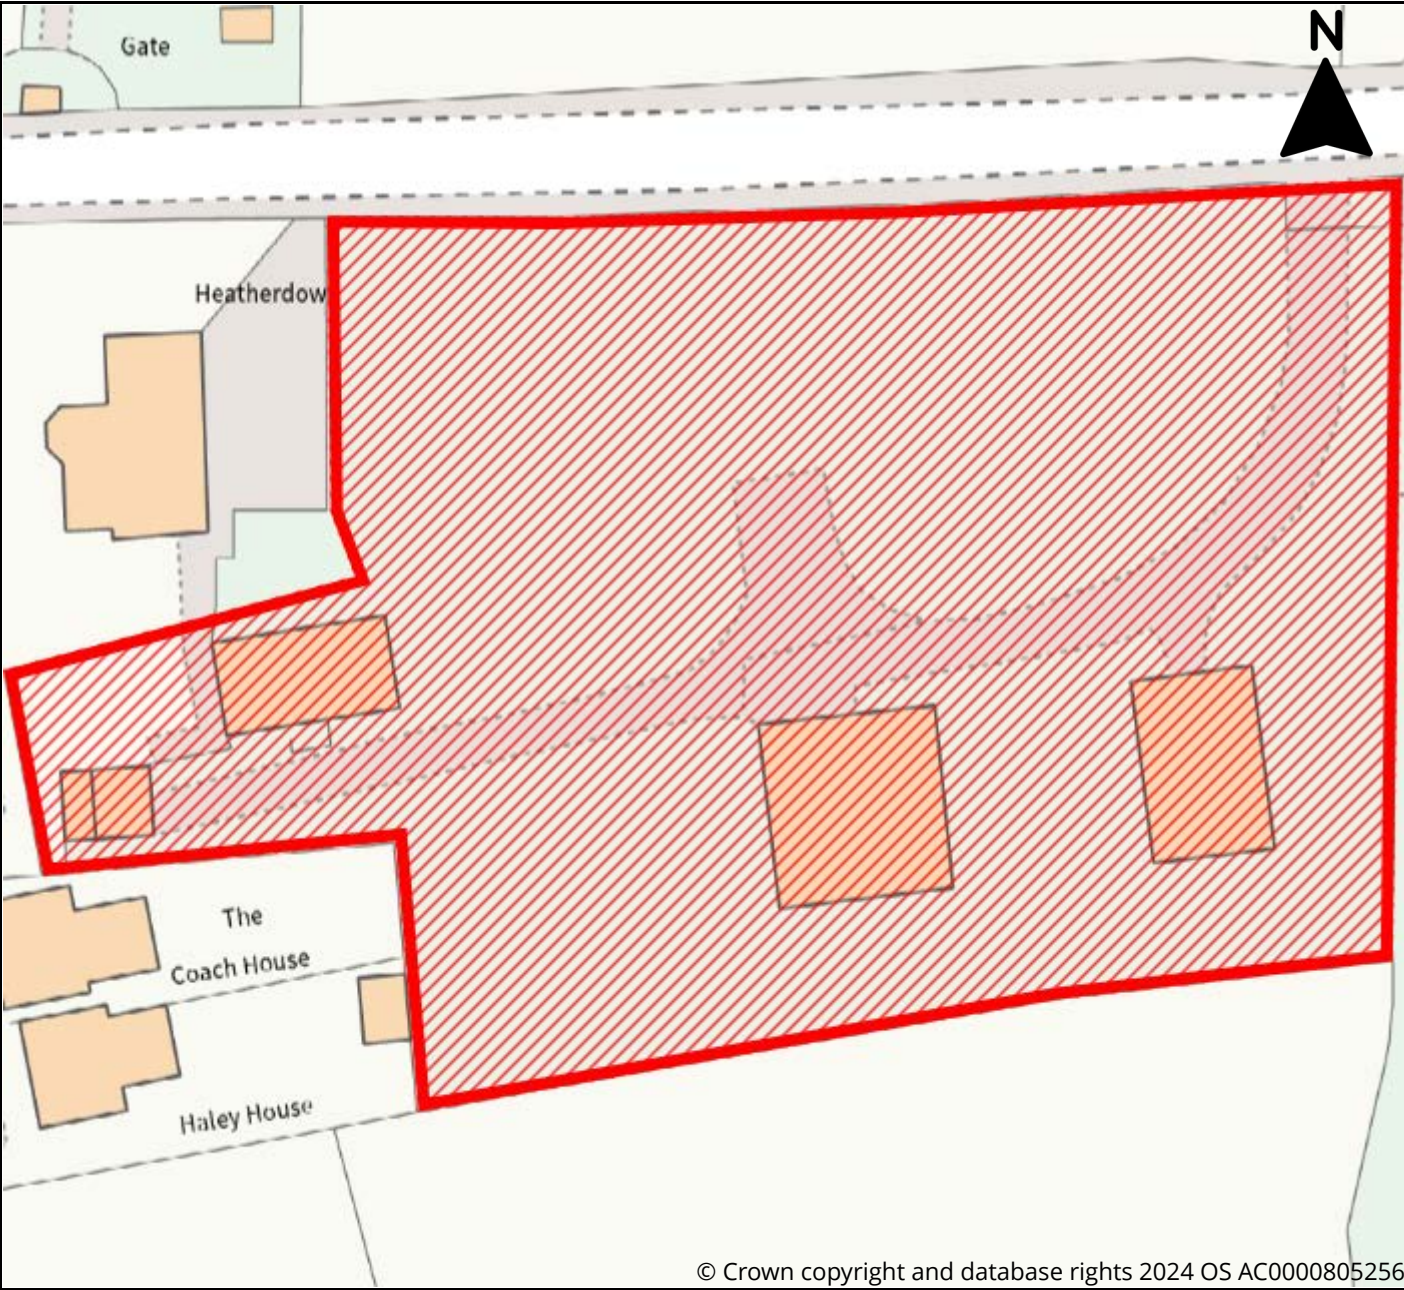 N
Gate
Heatherdow
The
Coach House
Haley House
© Crown copyright and database rights 2024 OS AC0000805256